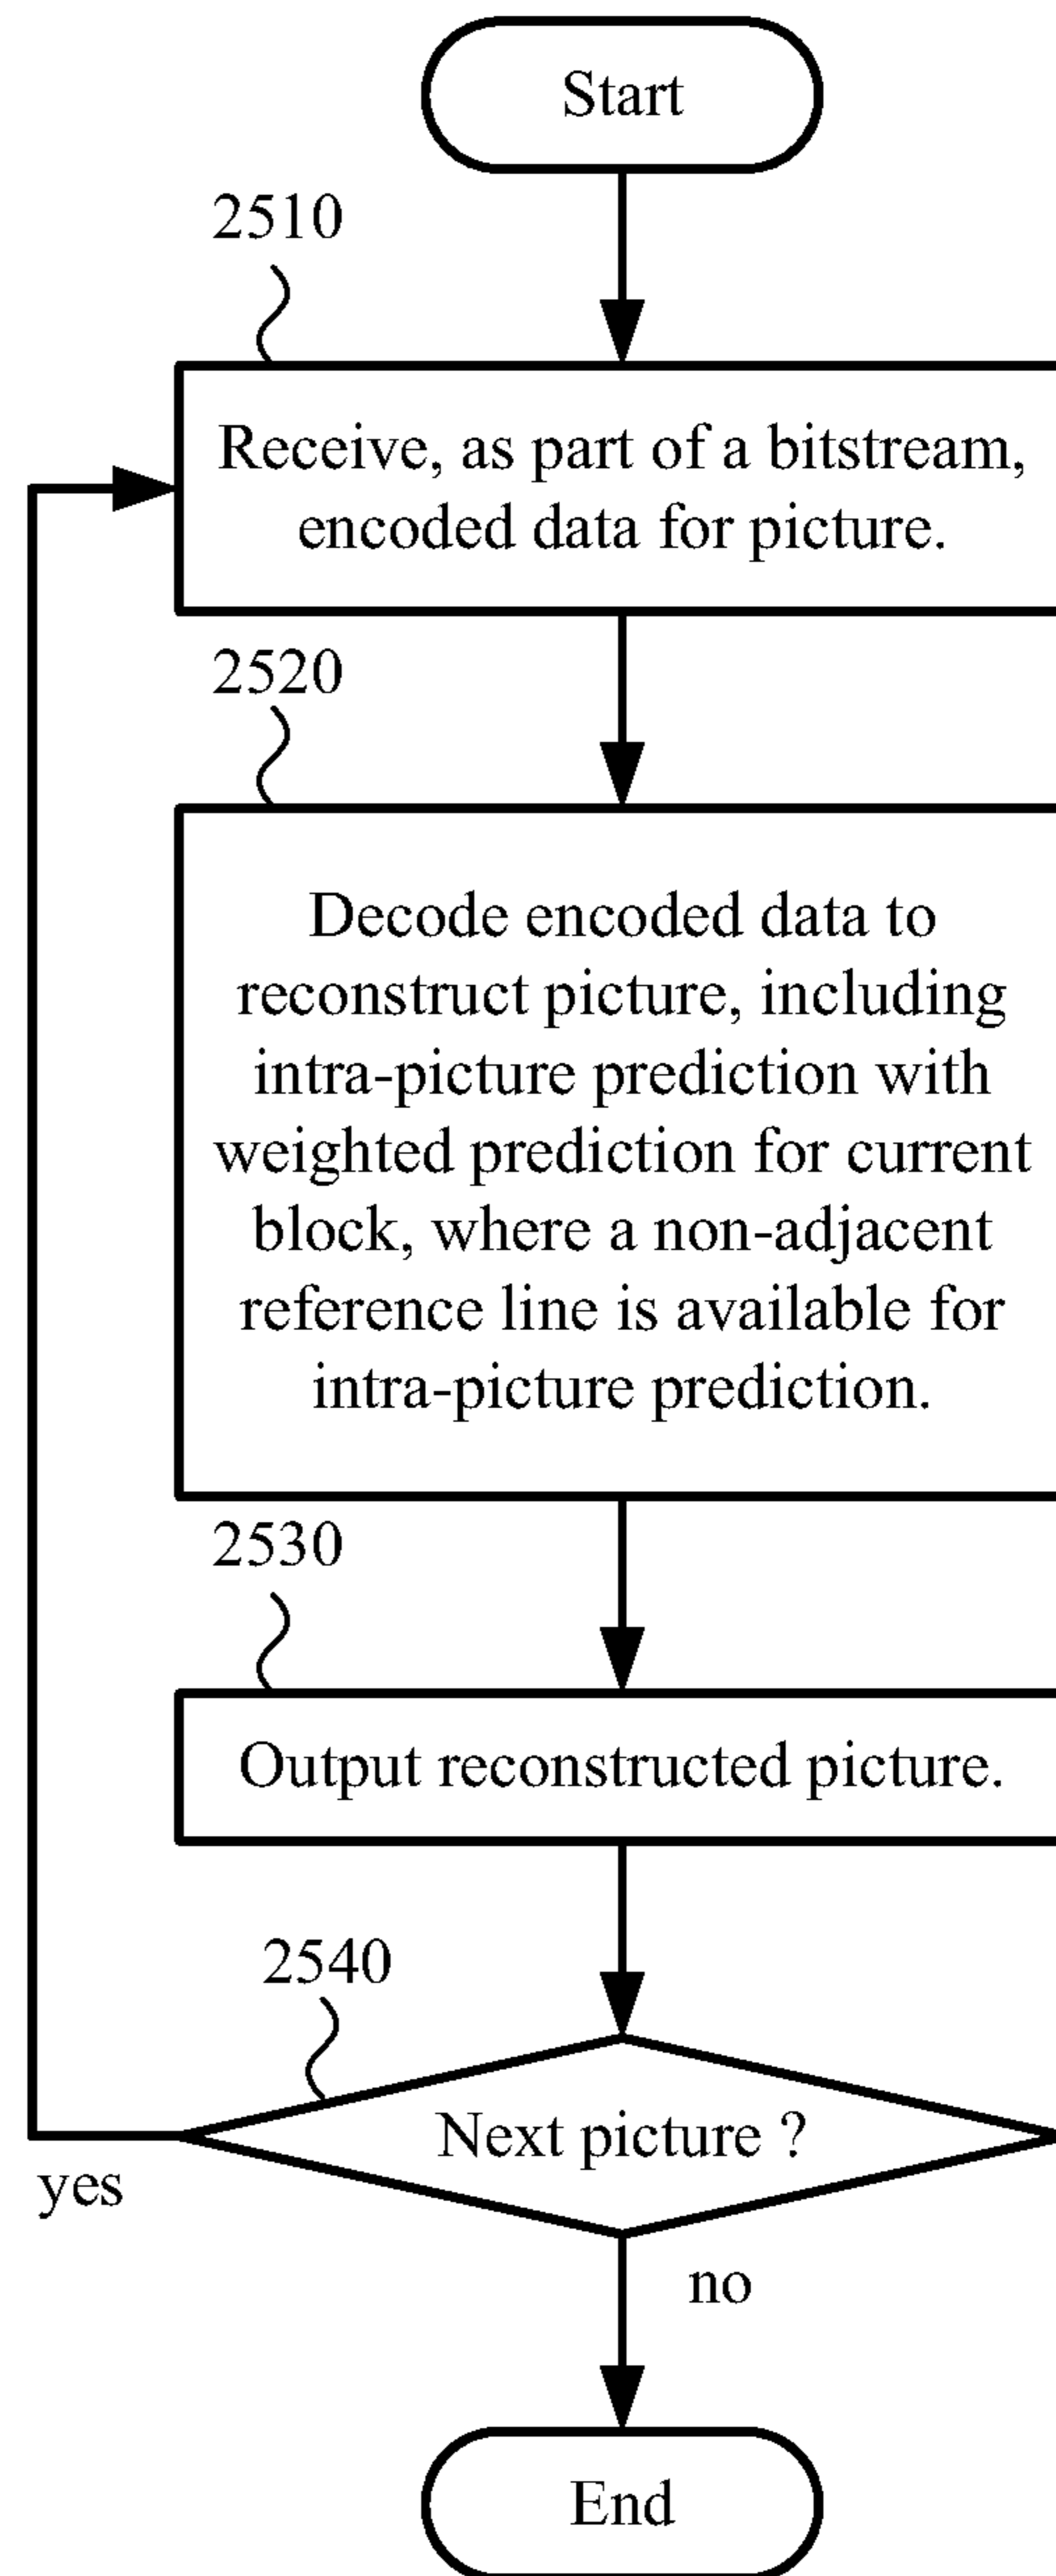 Start
2510
Receive, as part of a bitstream,
encoded data for picture.
2520
Decode encoded data to
reconstruct picture, including
intra-picture prediction with
weighted prediction for current
block, where a non-adjacent
reference line is available for
intra-picture prediction.
2530
Output reconstructed picture.
2540
Next picture ?
yes
no
End